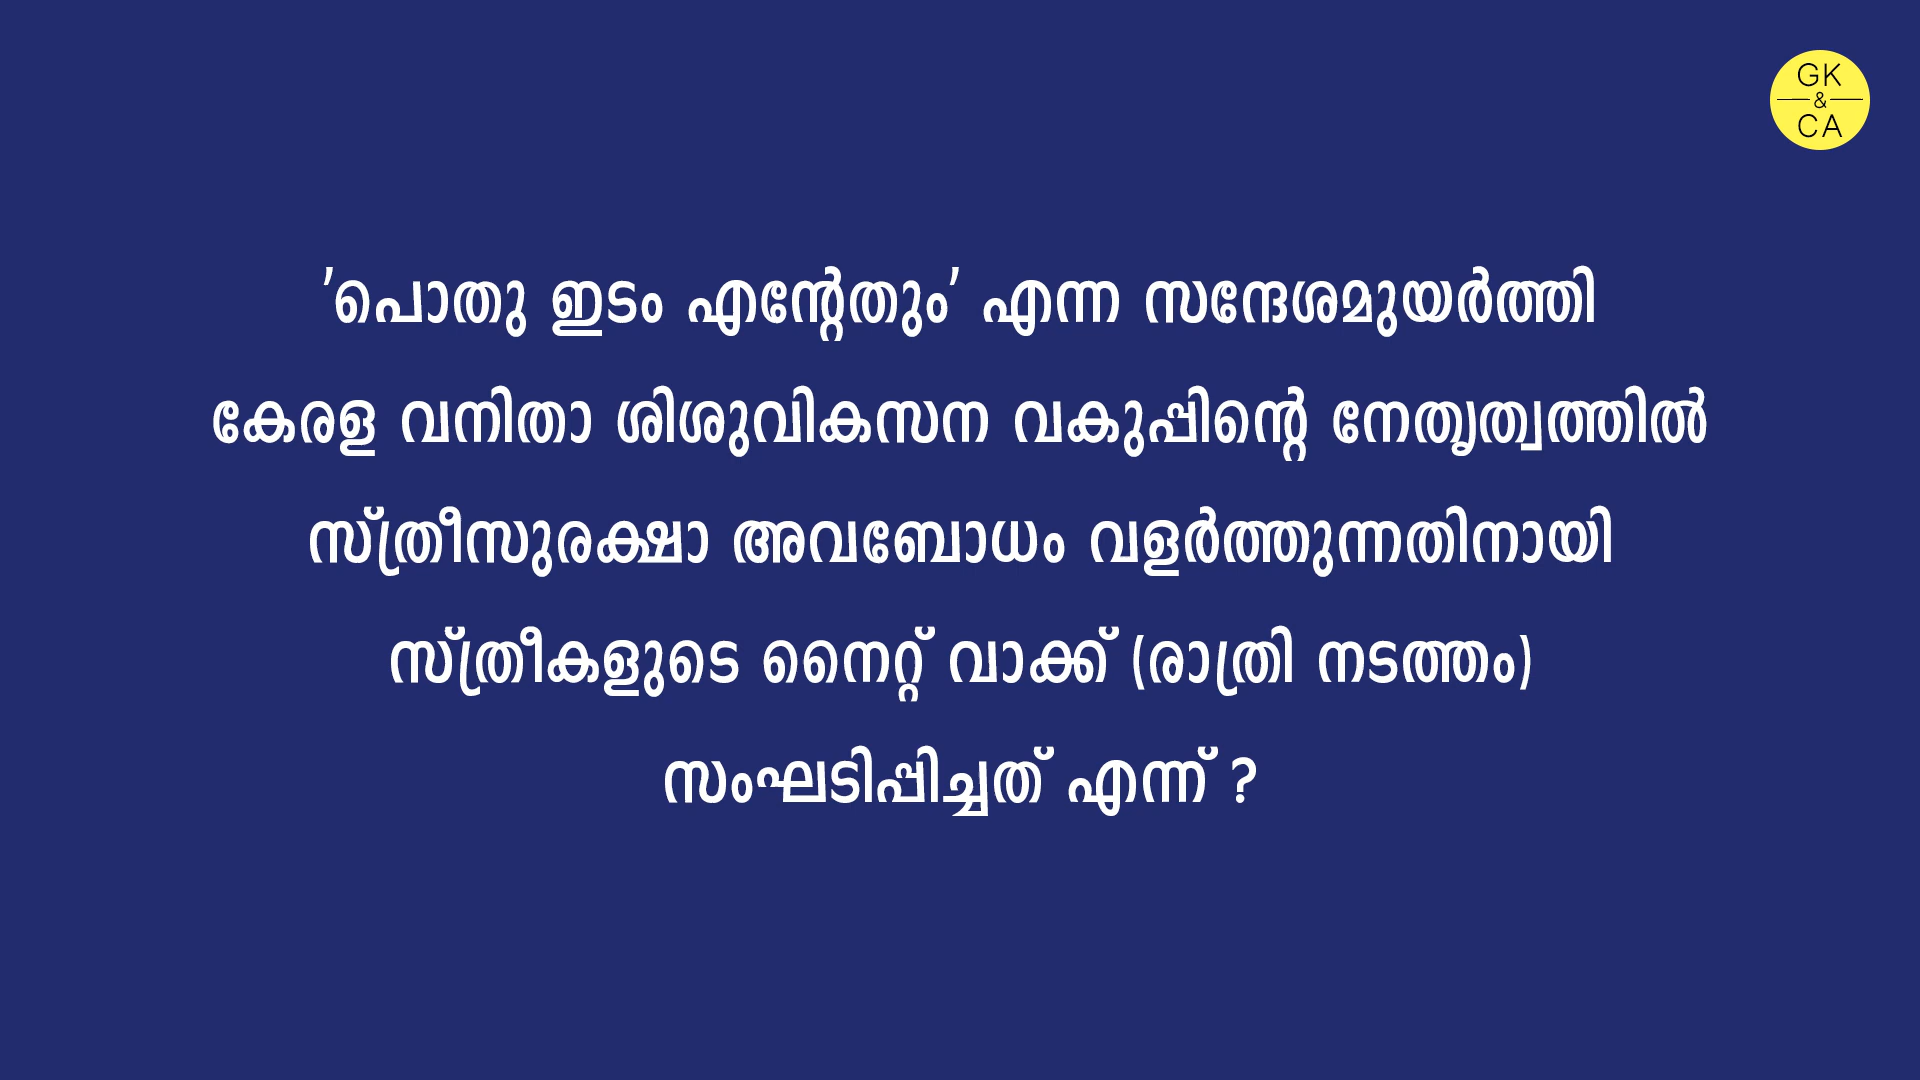 GK
&
CA
'പൊതു ഇടം എന്റേതും' എന്ന സന്ദേശമുയർത്തി
കേരള വനിതാ ശിശുവികസന വകുപ്പിന്റെ നേതൃത്വത്തിൽ
സ്ത്രീസുരക്ഷാ അവബോധം വളർത്തുന്നതിനായി
സ്ത്രീകളുടെ നൈറ്റ് വാക്ക് (രാത്രി നടത്തം)
സംഘടിപ്പിച്ചത് എന്ന് ?